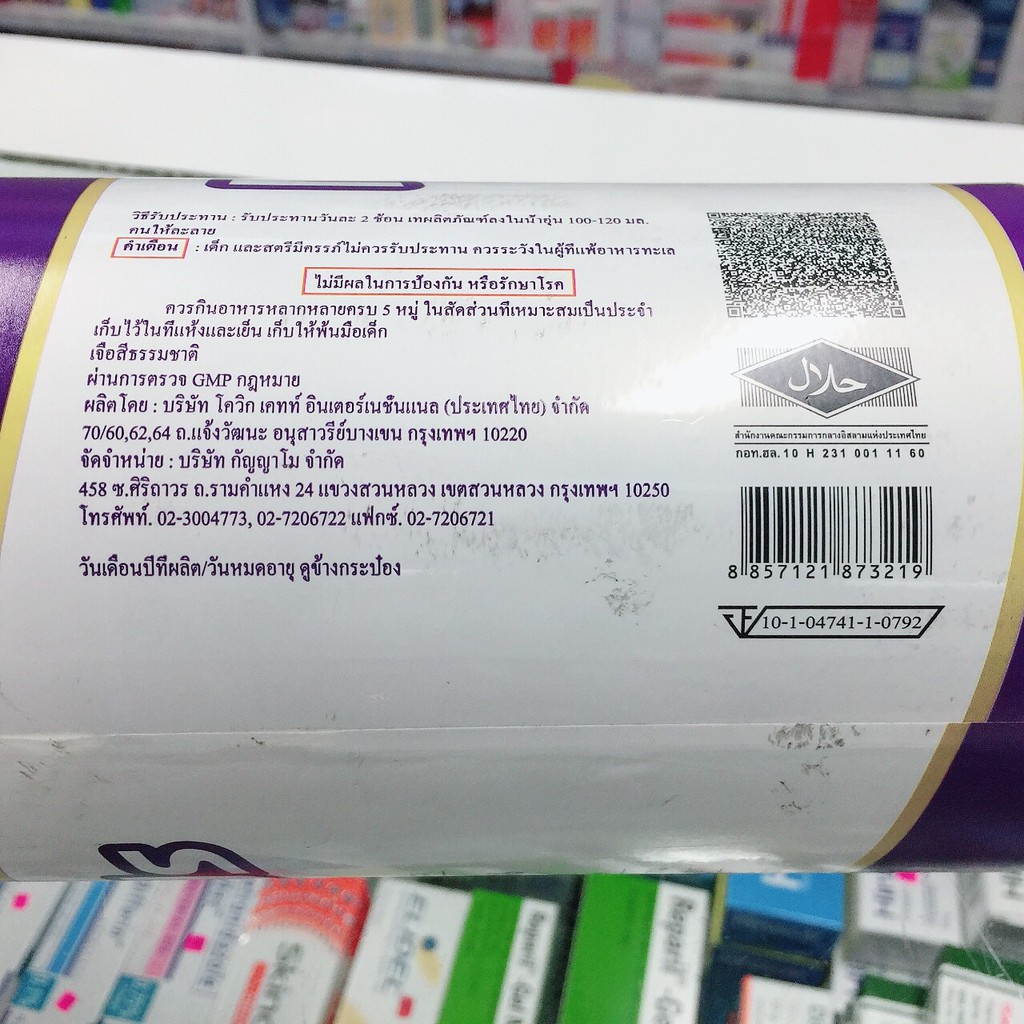 วิธีรับประทาน : รับประทานวันละ 2 ช้อน เทผลิตภัณฑ์ลงในน้ำอุ่น 100-120 มล.
คนให้ละลาย
คำเตือน : เด็ก และสตรีมีครรภ์ไม่ควรรับประทาน ควรระวังในผู้ที่แพ้อาหารทะเล
ไม่มีผลในการป้องกัน หรือรักษาโรค
ควรกินอาหารหลากหลายครบ 5 หมู่ ในสัดส่วนที่เหมาะสมเป็นประจำ
เก็บไว้ในที่แห้งและเย็น เก็บให้พ้นมือเด็ก
เจือสีธรรมชาติ
ผ่านการตรวจ GMP กฎหมาย
ผลิตโดย : บริษัท โควิก เคทท์ อินเตอร์เนชั่นแนล (ประเทศไทย) จำกัด
70/60,62,64 ถ.แจ้งวัฒนะ อนุสาวรีย์บางเขน กรุงเทพฯ 10220
จัดจำหน่าย : บริษัท กัญญาโม จำกัด
458 ซ.ศิริถาวร ถ.รามคำแหง 24 แขวงสวนหลวง เขตสวนหลวง กรุงเทพฯ 10250
โทรศัพท์. 02-3004773, 02-7206722 แฟกซ์. 02-7206721
วันเดือนปีที่ผลิต/วันหมดอายุ ดูข้างกระป๋อง
حلال
สำนักงานคณะกรรมการกลางอิสลามแห่งประเทศไทย
กอท.ฮล. 10 H 231 001 11 60
8 857121 873219
10-1-04741-1-0792
Reparil Gel